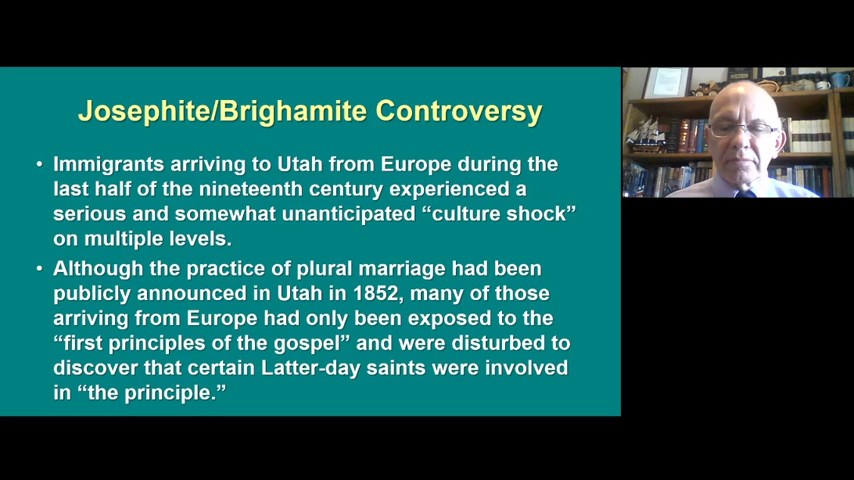 Josephite/Brighamite Controversy
• Immigrants arriving to Utah from Europe during the
last half of the nineteenth century experienced a
serious and somewhat unanticipated “culture shock”
on multiple levels.
• Although the practice of plural marriage had been
publicly announced in Utah in 1852, many of those
arriving from Europe had only been exposed to the
“first principles of the gospel” and were disturbed to
discover that certain Latter-day saints were involved
in “the principle.”